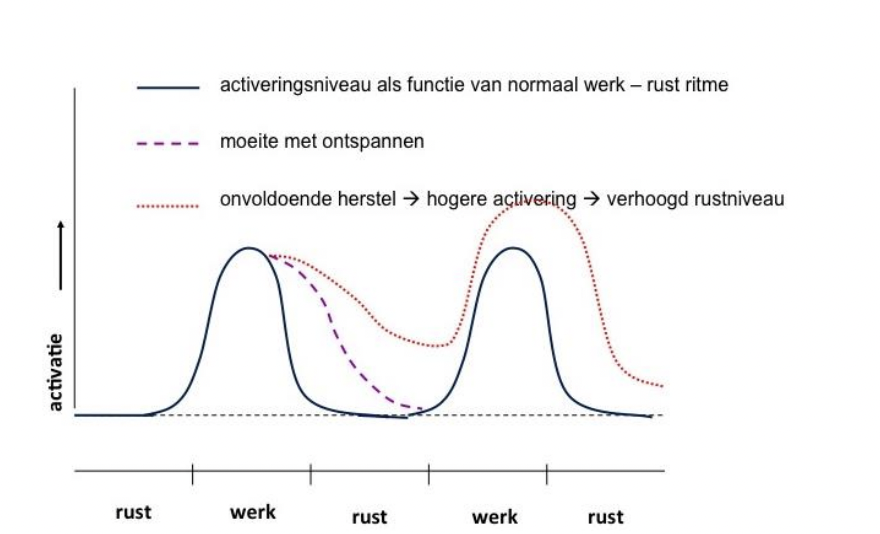 activeringsniveau als functie van normaal werk – rust ritme
moeite met ontspannen
onvoldoende herstel → hogere activering → verhoogd rustniveau
activatie
rust
werk
rust
werk
rust